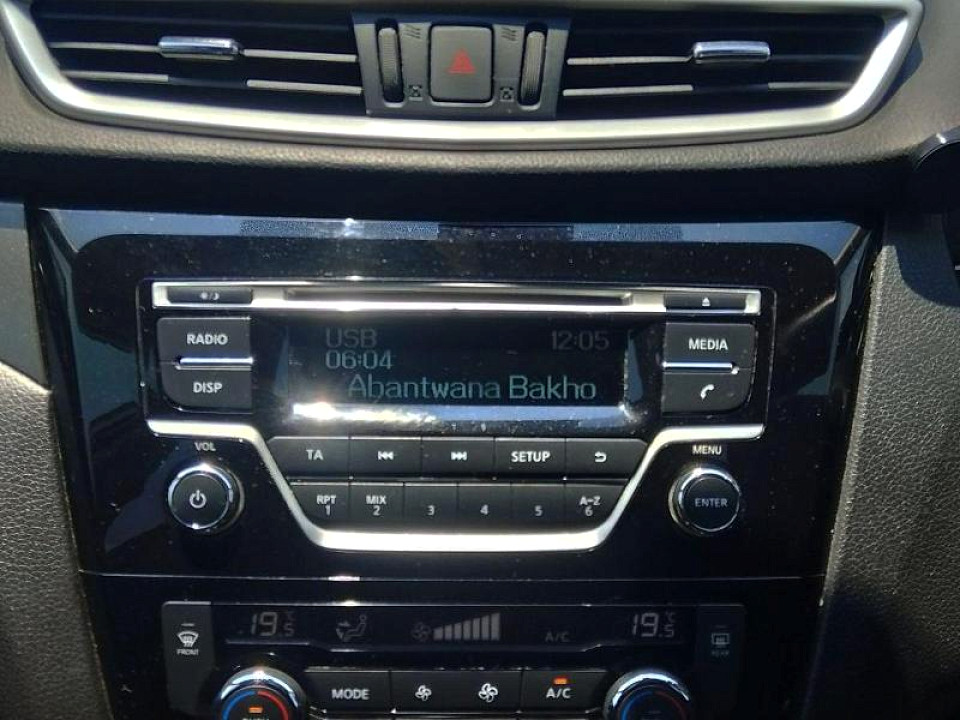 USB 12:05
06:04
Abantwana Bakho
RADIO
MEDIA
DISP
VOL
TA
SETUP
MENU
RPT 1
MIX 2
3
4
5
A-Z 6
ENTER
19.5
A/C
19.5
FRONT
REAR
MODE
A/C